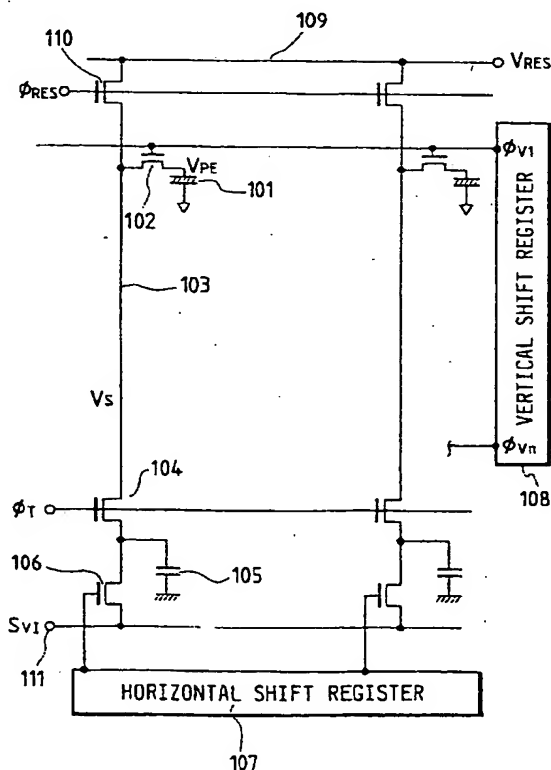 109
110
VRES
φRES
φV1
VPE
102
101
103
VERTICAL SHIFT REGISTER
VS
104
φVn
108
φT
106
105
SVI
111
HORIZONTAL SHIFT REGISTER
107